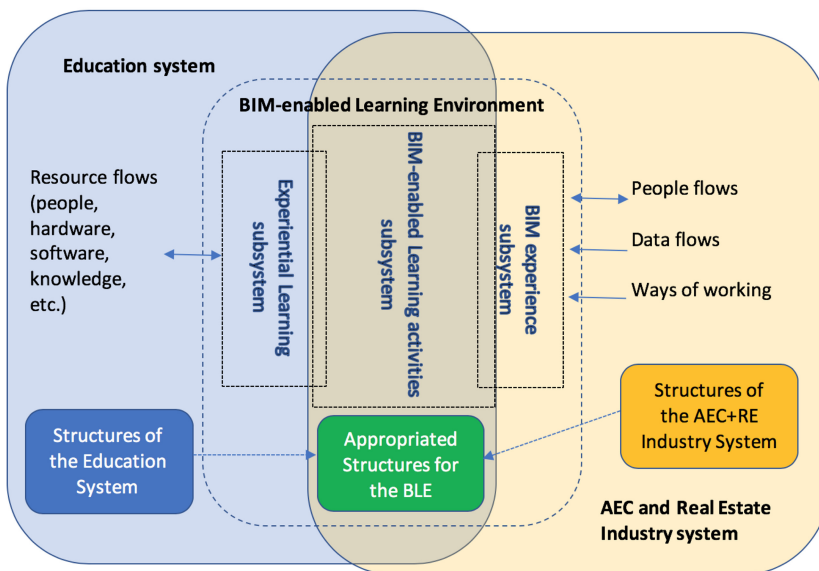 Education system
BIM-enabled Learning Environment
Resource flows
(people,
hardware,
software,
knowledge,
etc.)
Experiential Learning
subsystem
BIM-enabled Learning activities
subsystem
BIM experience
subsystem
People flows
Data flows
Ways of working
Structures of
the Education
System
Appropriated
Structures for
the BLE
Structures of
the AEC+RE
Industry System
AEC and Real Estate
Industry system